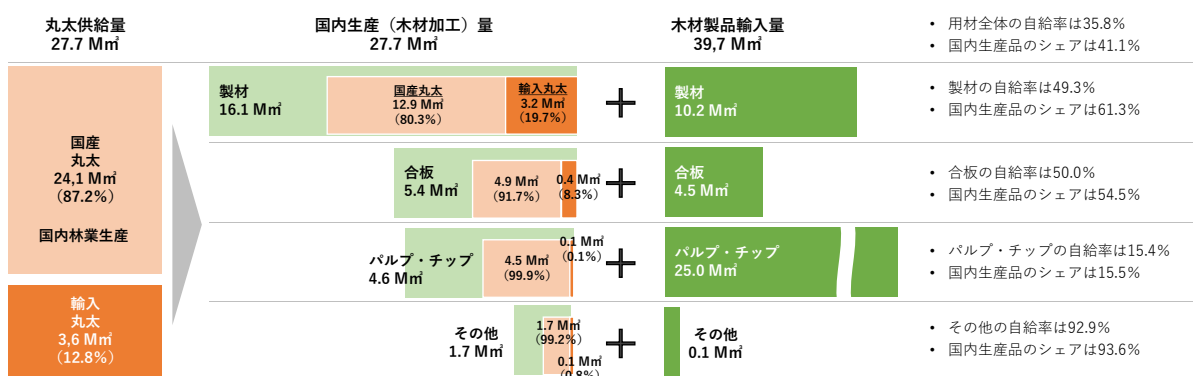 丸太供給量
27.7 M㎥
国内生産（木材加工）量
27.7 M㎥
木材製品輸入量
39,7 M㎥
• 用材全体の自給率は35.8%
• 国内生産品のシェアは41.1%
国産
丸太
24,1 M㎥
(87.2%)
国内林業生産
輸入
丸太
3,6 M㎥
(12.8%)
製材
16.1 M㎥
国産丸太
12.9 M㎥
(80.3%)
輸入丸太
3.2 M㎥
(19.7%)
+
製材
10.2 M㎥
• 製材の自給率は49.3%
• 国内生産品のシェアは61.3%
合板
5.4 M㎥
4.9 M㎥
(91.7%)
0.4 M㎥
(8.3%)
+
合板
4.5 M㎥
• 合板の自給率は50.0%
• 国内生産品のシェアは54.5%
パルプ・チップ
4.6 M㎥
4.5 M㎥
(99.9%)
0.1 M㎥
(0.1%)
+
パルプ・チップ
25.0 M㎥
• パルプ・チップの自給率は15.4%
• 国内生産品のシェアは15.5%
その他
1.7 M㎥
1.7 M㎥
(99.2%)
0.1 M㎥
(0.8%)
+
その他
0.1 M㎥
• その他の自給率は92.9%
• 国内生産品のシェアは93.6%